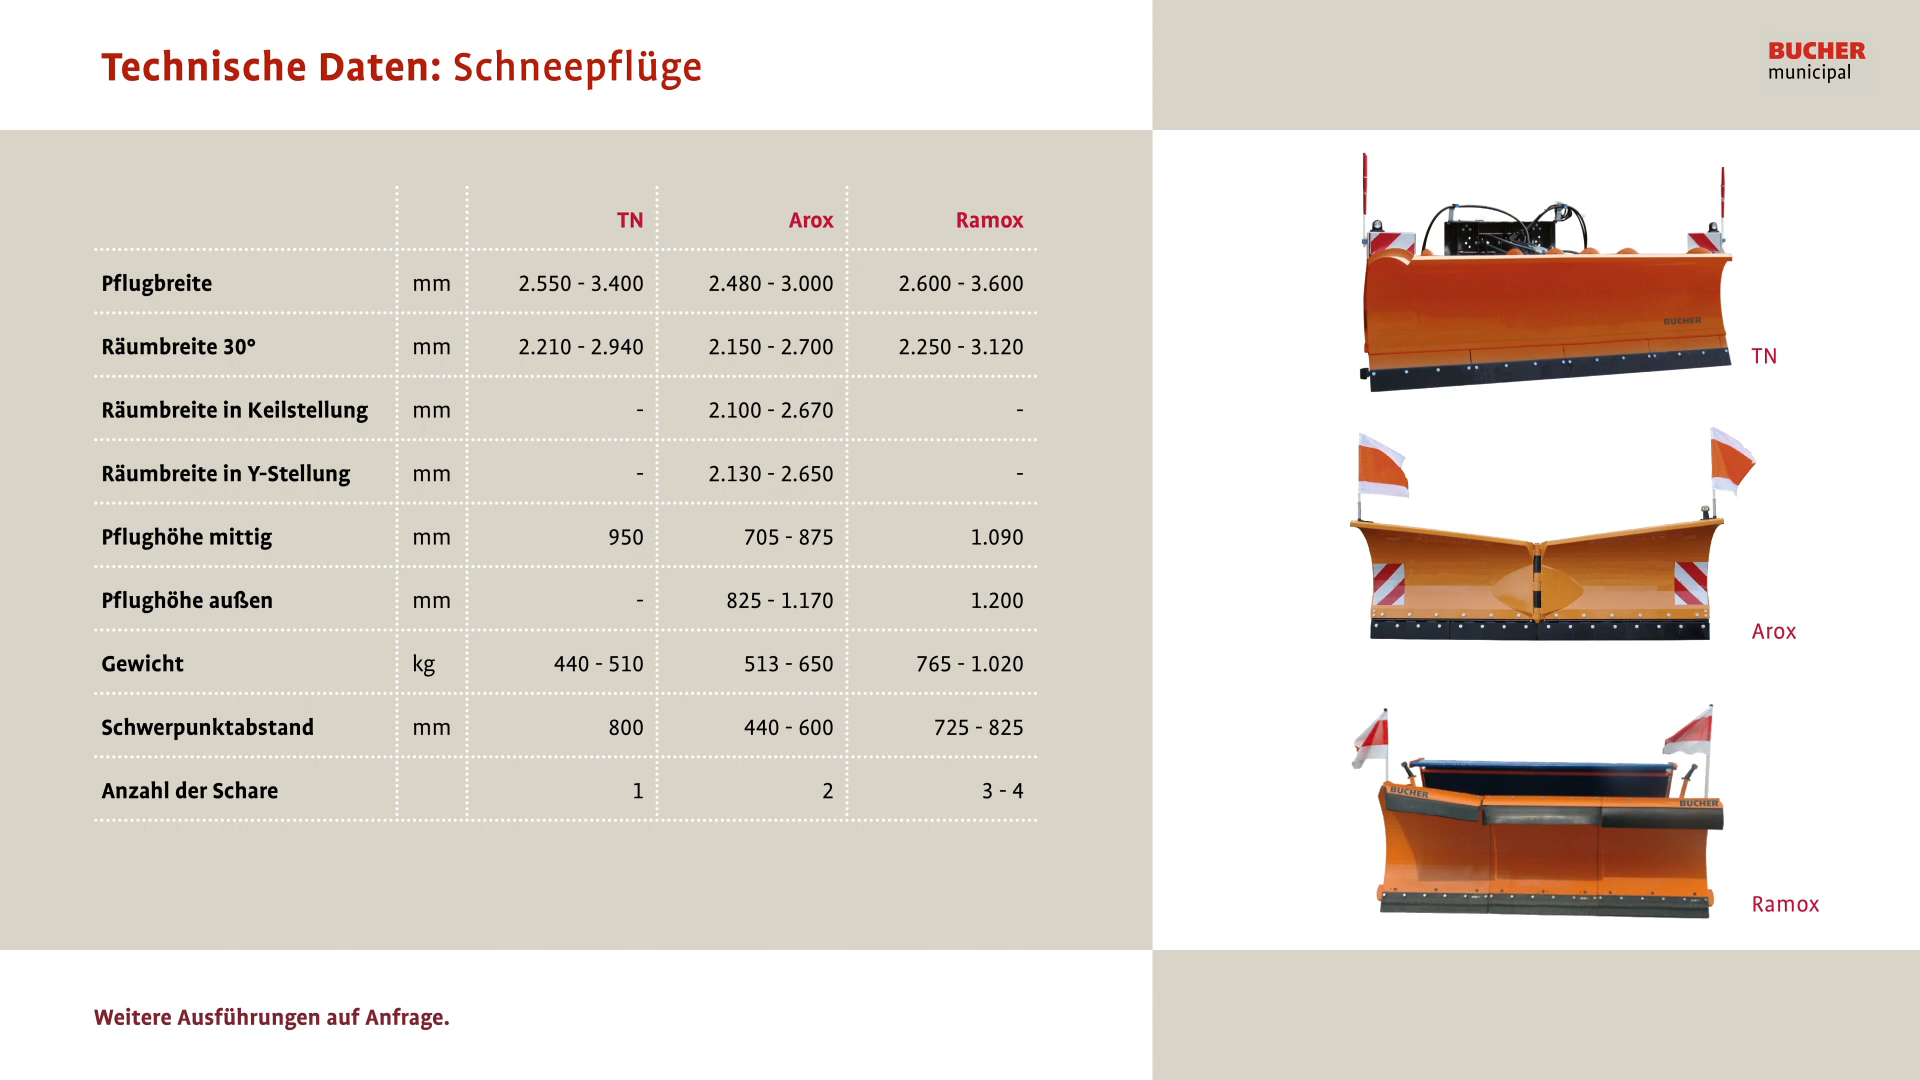 Technische Daten: Schneepflüge
BUCHER
municipal
TN Arox Ramox
Pflugbreite mm 2.550 - 3.400 2.480 - 3.000 2.600 - 3.600
Räumbreite 30° mm 2.210 - 2.940 2.150 - 2.700 2.250 - 3.120
Räumbreite in Keilstellung mm - 2.100 - 2.670 -
Räumbreite in Y-Stellung mm - 2.130 - 2.650 -
Pflughöhe mittig mm 950 705 - 875 1.090
Pflughöhe außen mm - 825 - 1.170 1.200
Gewicht kg 440 - 510 513 - 650 765 - 1.020
Schwerpunktabstand mm 800 440 - 600 725 - 825
Anzahl der Schare 1 2 3 - 4
BUCHER
TN
Arox
BUCHER
BUCHER
Ramox
Weitere Ausführungen auf Anfrage.